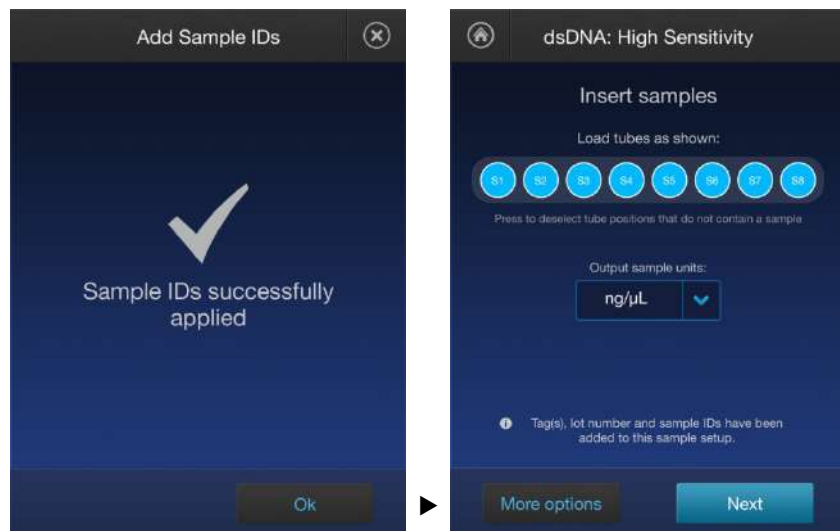 Add Sample IDs
Sample IDs successfully
applied
Ok
dsDNA: High Sensitivity
Insert samples
Load tubes as shown:
S1 S2 S3 S4 S5 S6 S7 S8
Press to deselect tube positions that do not contain a sample
Output sample units:
ng/µL
Tag(s), lot number and sample IDs have been
added to this sample setup.
More options
Next